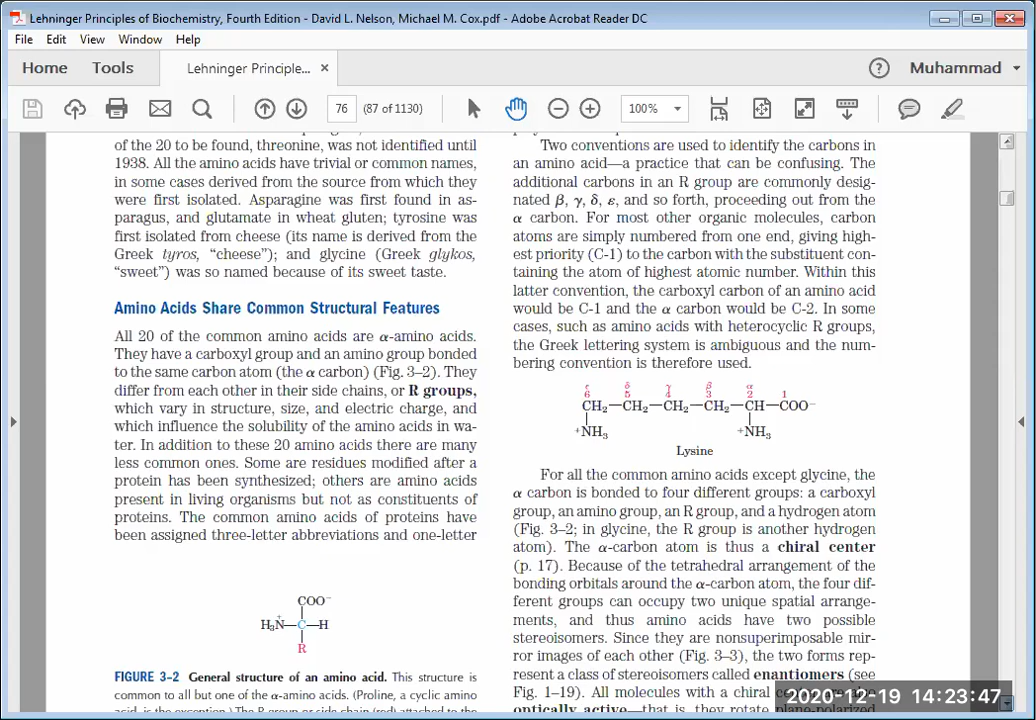 Lehninger Principles of Biochemistry, Fourth Edition - David L. Nelson, Michael M. Cox.pdf - Adobe Acrobat Reader DC
File Edit View Window Help
Home Tools Lehninger Principle... × ? Muhammad
76 (87 of 1130) 100%
of the 20 to be found, threonine, was not identified until
1938. All the amino acids have trivial or common names,
in some cases derived from the source from which they
were first isolated. Asparagine was first found in as-
paragus, and glutamate in wheat gluten; tyrosine was
first isolated from cheese (its name is derived from the
Greek tyros, “cheese”); and glycine (Greek glykos,
“sweet”) was so named because of its sweet taste.
Amino Acids Share Common Structural Features
All 20 of the common amino acids are α-amino acids.
They have a carboxyl group and an amino group bonded
to the same carbon atom (the α carbon) (Fig. 3–2). They
differ from each other in their side chains, or R groups,
which vary in structure, size, and electric charge, and
which influence the solubility of the amino acids in wa-
ter. In addition to these 20 amino acids there are many
less common ones. Some are residues modified after a
protein has been synthesized; others are amino acids
present in living organisms but not as constituents of
proteins. The common amino acids of proteins have
been assigned three-letter abbreviations and one-letter
COO⁻
H₃N⁺—C—H
R
FIGURE 3–2 General structure of an amino acid. This structure is
common to all but one of the α-amino acids. (Proline, a cyclic amino
acid, is the exception.) The R group or side chain (red) attached to the
Two conventions are used to identify the carbons in
an amino acid—a practice that can be confusing. The
additional carbons in an R group are commonly desig-
nated β, γ, δ, ε, and so forth, proceeding out from the
α carbon. For most other organic molecules, carbon
atoms are simply numbered from one end, giving high-
est priority (C-1) to the carbon with the substituent con-
taining the atom of highest atomic number. Within this
latter convention, the carboxyl carbon of an amino acid
would be C-1 and the α carbon would be C-2. In some
cases, such as amino acids with heterocyclic R groups,
the Greek lettering system is ambiguous and the num-
bering convention is therefore used.
ε δ γ β α
6 5 4 3 2 1
CH₂—CH₂—CH₂—CH₂—CH—COO⁻
⁺NH₃ ⁺NH₃
Lysine
For all the common amino acids except glycine, the
α carbon is bonded to four different groups: a carboxyl
group, an amino group, an R group, and a hydrogen atom
(Fig. 3–2; in glycine, the R group is another hydrogen
atom). The α-carbon atom is thus a chiral center
(p. 17). Because of the tetrahedral arrangement of the
bonding orbitals around the α-carbon atom, the four dif-
ferent groups can occupy two unique spatial arrange-
ments, and thus amino acids have two possible
stereoisomers. Since they are nonsuperimposable mir-
ror images of each other (Fig. 3–3), the two forms rep-
resent a class of stereoisomers called enantiomers (see
Fig. 1–19). All molecules with a chiral
optically active—that is, they rotate plane-polarized
2020-12-19 14:23:47